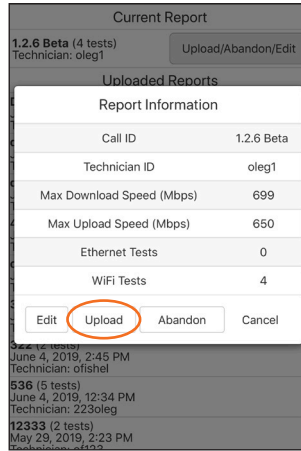 Current Report
1.2.6 Beta (4 tests)
Technician: oleg1
Upload/Abandon/Edit
Uploaded Reports
Report Information
Call ID 1.2.6 Beta
Technician ID oleg1
Max Download Speed (Mbps) 699
Max Upload Speed (Mbps) 650
Ethernet Tests 0
WiFi Tests 4
Edit Upload Abandon Cancel
322 (2 tests)
June 4, 2019, 2:45 PM
Technician: ofishel
536 (5 tests)
June 4, 2019, 12:34 PM
Technician: 223oleg
12333 (2 tests)
May 29, 2019, 2:23 PM
Technician: of123